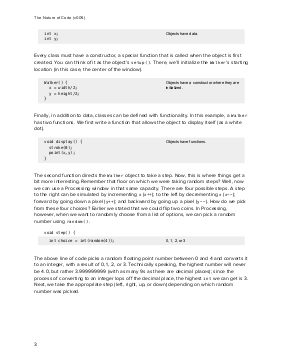 The Nature of Code (v005)
int x;
int y;
Objects have data.
Every class must have a constructor, a special function that is called when the object is first
created. You can think of it as the object's setup(). There, we'll initialize the Walker's starting
location (in this case, the center of the window).
Walker() {
x = width/2;
y = height/2;
}
Objects have a constructor where they are
initialized.
Finally, in addition to data, classes can be defined with functionality. In this example, a Walker
has two functions. We first write a function that allows the object to display itself (as a white
dot).
void display() {
stroke(0);
point(x,y);
}
Objects have functions.
The second function directs the Walker object to take a step. Now, this is where things get a
bit more interesting. Remember that floor on which we were taking random steps? Well, now
we can use a Processing window in that same capacity. There are four possible steps. A step
to the right can be simulated by incrementing x (x++); to the left by decrementing x (x--);
forward by going down a pixel (y++); and backward by going up a pixel (y--). How do we pick
from these four choices? Earlier we stated that we could flip two coins. In Processing,
however, when we want to randomly choose from a list of options, we can pick a random
number using random().
void step() {
int choice = int(random(4));
0, 1, 2, or 3
The above line of code picks a random floating point number between 0 and 4 and converts it
to an integer, with a result of 0, 1, 2, or 3. Technically speaking, the highest number will never
be 4.0, but rather 3.999999999 (with as many 9s as there are decimal places); since the
process of converting to an integer lops off the decimal place, the highest int we can get is 3.
Next, we take the appropriate step (left, right, up, or down) depending on which random
number was picked.
3